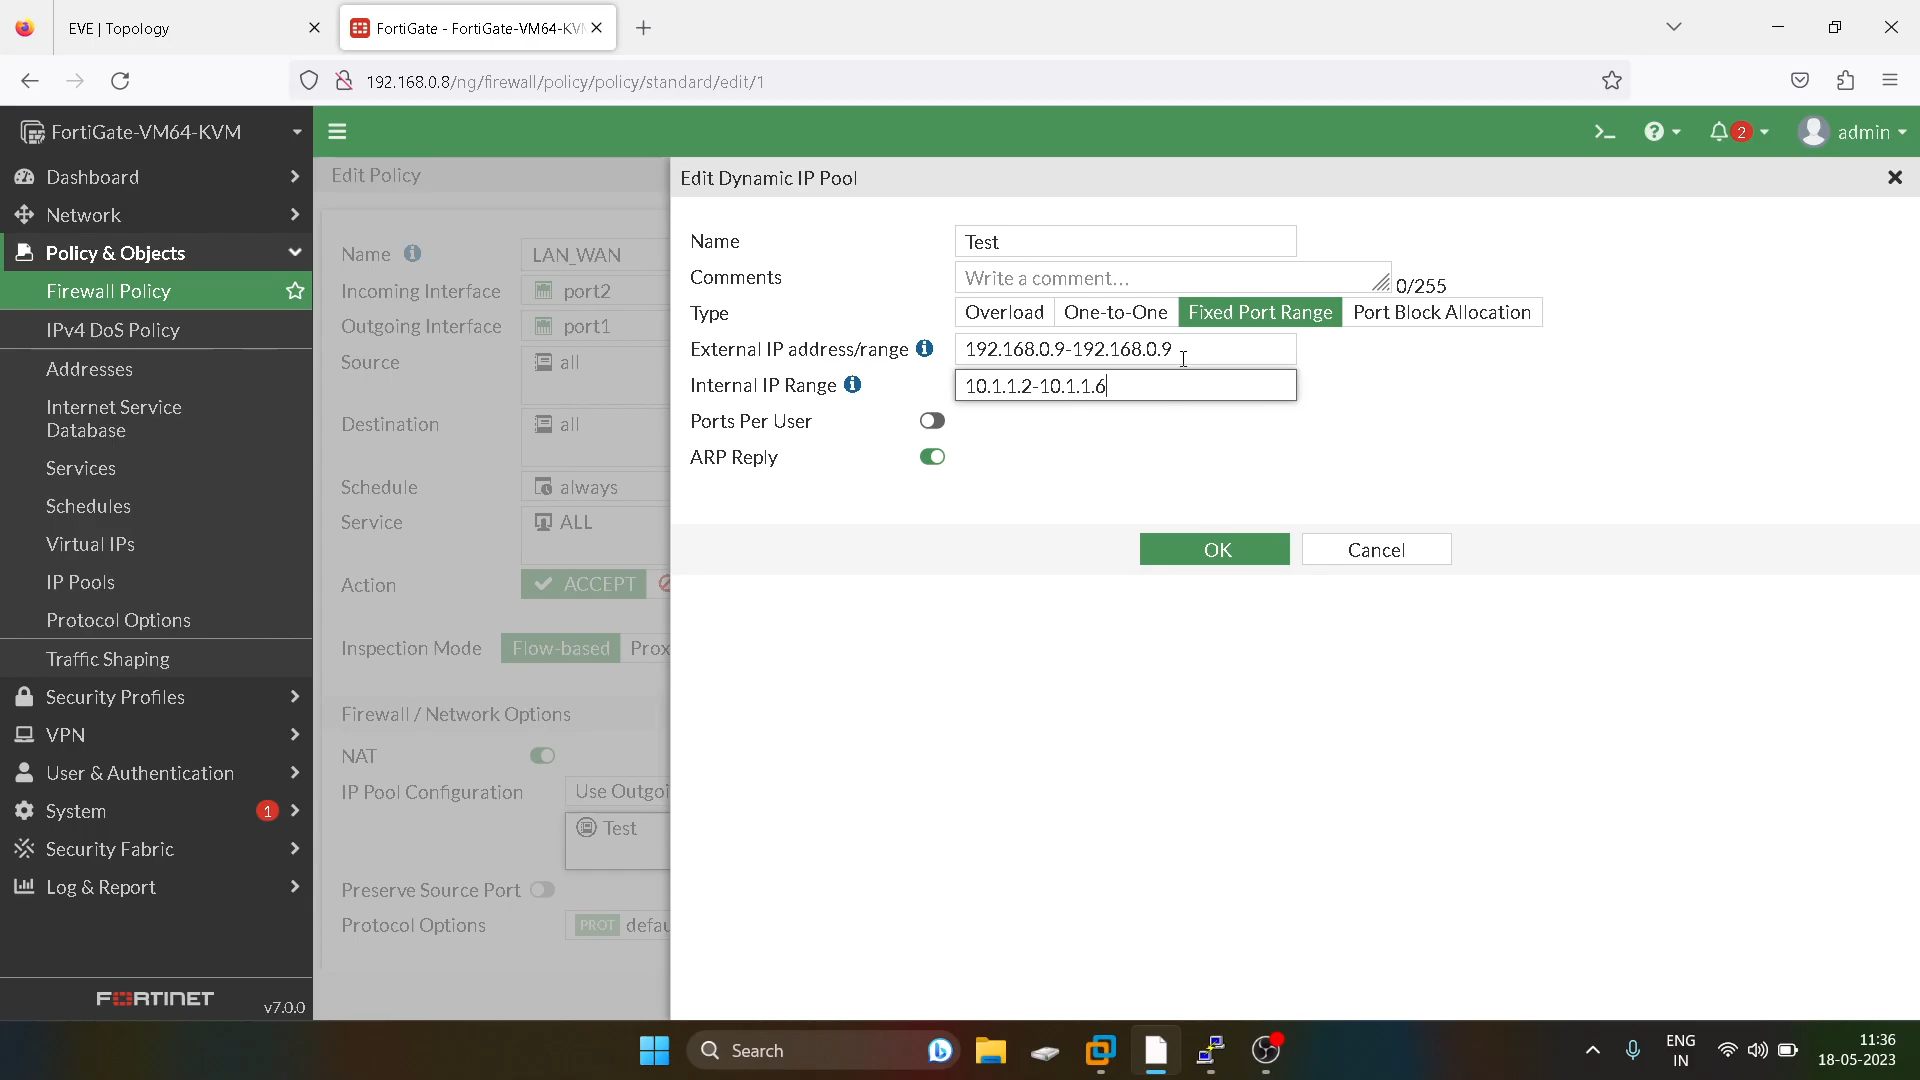 EVE | Topology
FortiGate - FortiGate-VM64-KVM
192.168.0.8/ng/firewall/policy/policy/standard/edit/1
FortiGate-VM64-KVM
2
admin
Dashboard
Network
Policy & Objects
Firewall Policy
IPv4 DoS Policy
Addresses
Internet Service
Database
Services
Schedules
Virtual IPs
IP Pools
Protocol Options
Traffic Shaping
Security Profiles
VPN
User & Authentication
System 1
Security Fabric
Log & Report
FORTINET v7.0.0
Edit Policy
Name LAN_WAN
Incoming Interface port2
Outgoing Interface port1
Source all
Destination all
Schedule always
Service ALL
Action ACCEPT
Inspection Mode Flow-based Prox
Firewall / Network Options
NAT
IP Pool Configuration Use Outgoi
Test
Preserve Source Port
Protocol Options PROT defau
Edit Dynamic IP Pool
Name Test
Comments Write a comment... 0/255
Type Overload One-to-One Fixed Port Range Port Block Allocation
External IP address/range 192.168.0.9-192.168.0.9
Internal IP Range 10.1.1.2-10.1.1.6
Ports Per User
ARP Reply
OK Cancel
Search
ENG
IN
11:36
18-05-2023